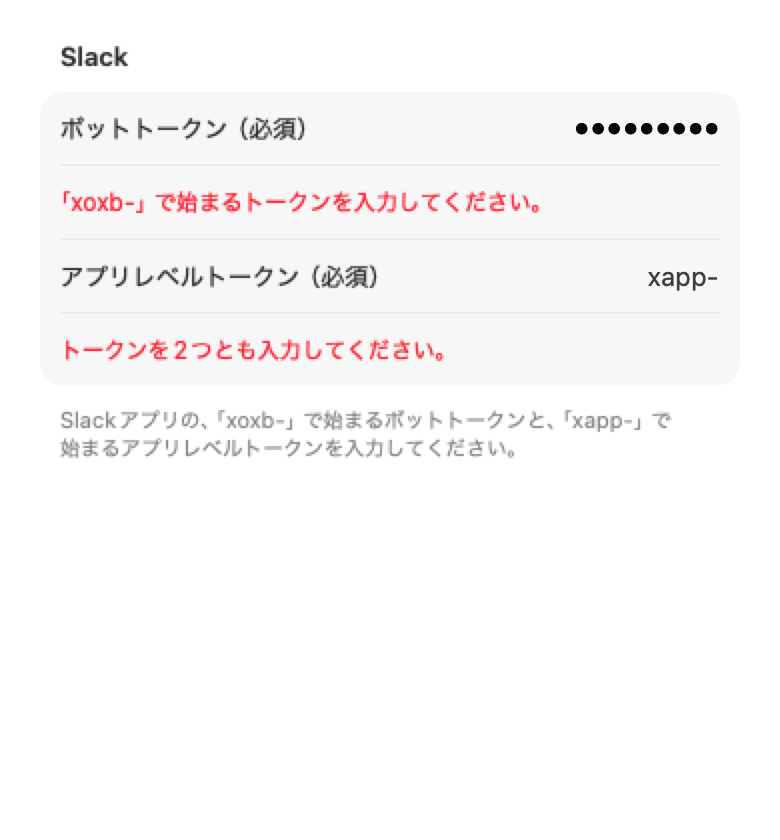 Slack
ボットトークン（必須） •••••••••
「xoxb-」で始まるトークンを入力してください。
アプリレベルトークン（必須） xapp-
トークンを2つとも入力してください。
Slackアプリの、「xoxb-」で始まるボットトークンと、「xapp-」で
始まるアプリレベルトークンを入力してください。